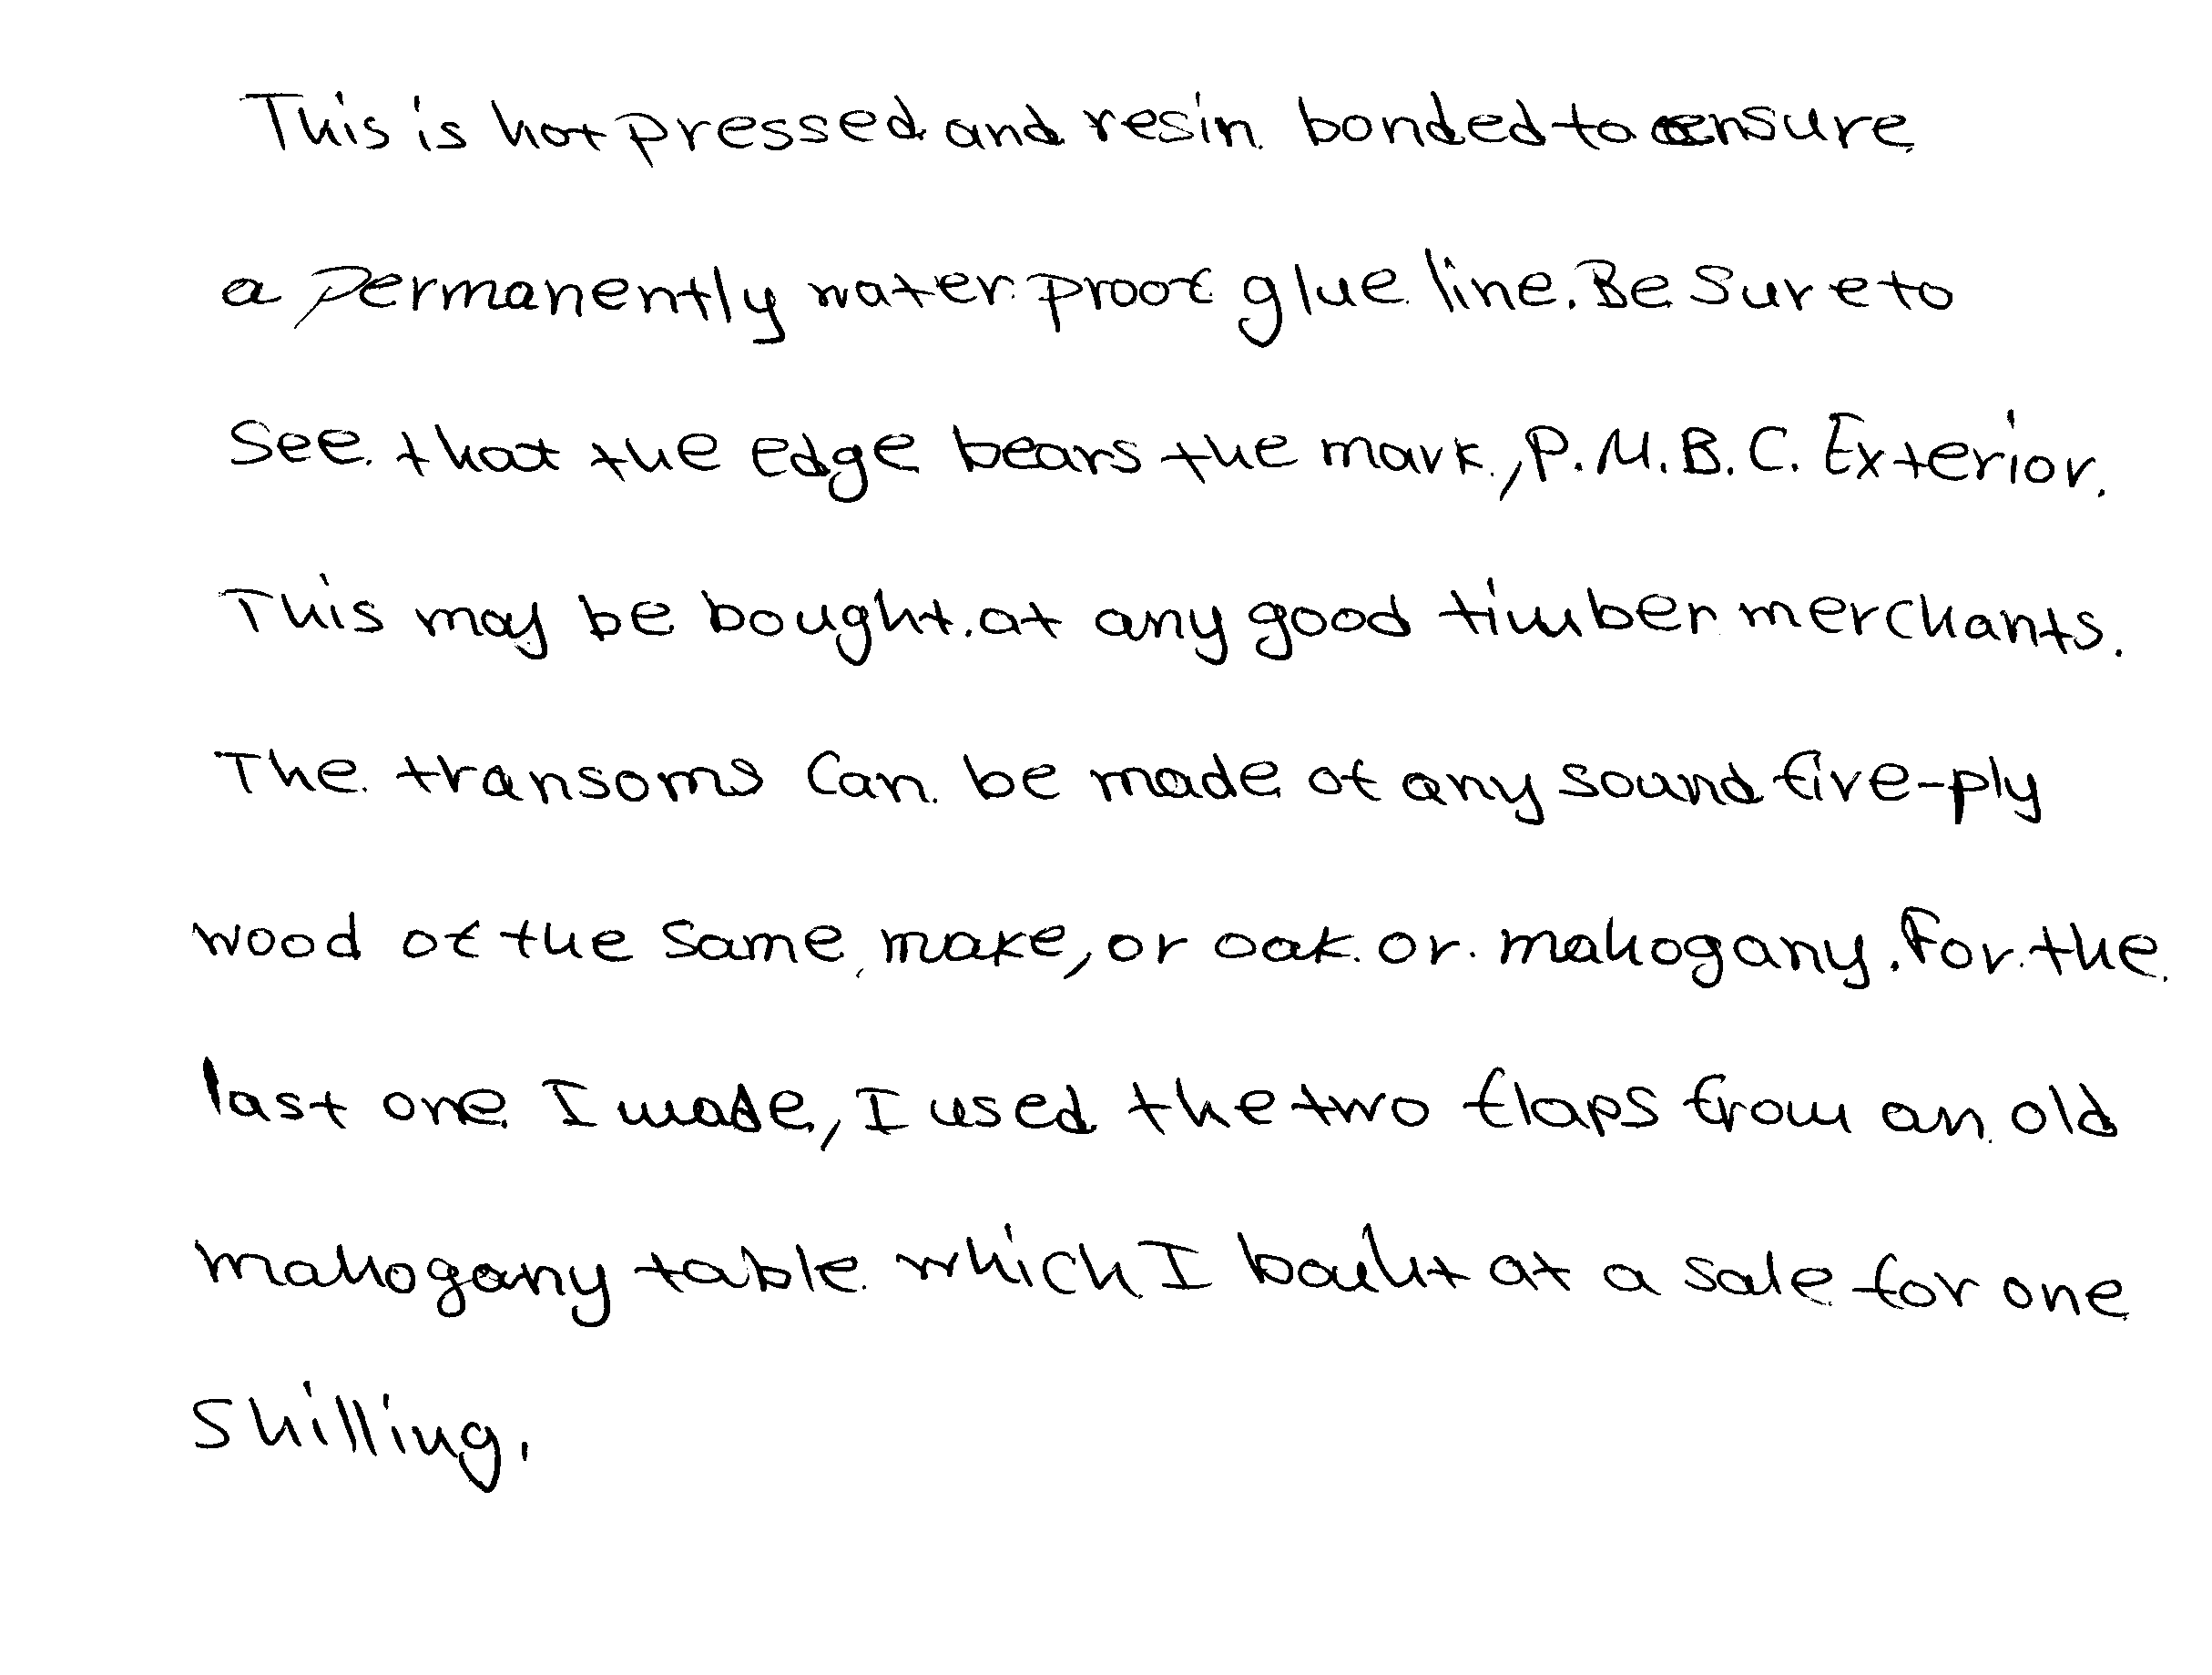 This is hot pressed and resin bonded to ensure
a permanently water proof glue line. Be sure to
see that the edge bears the mark, P.M.B.C. Exterior.
This may be bought at any good timber merchants.
The transoms can be made of any sound five-ply
wood of the same make, or oak or mahogany. For the
last one I made, I used the two flaps from an old
mahogany table which I bouht at a sale for one
shilling.